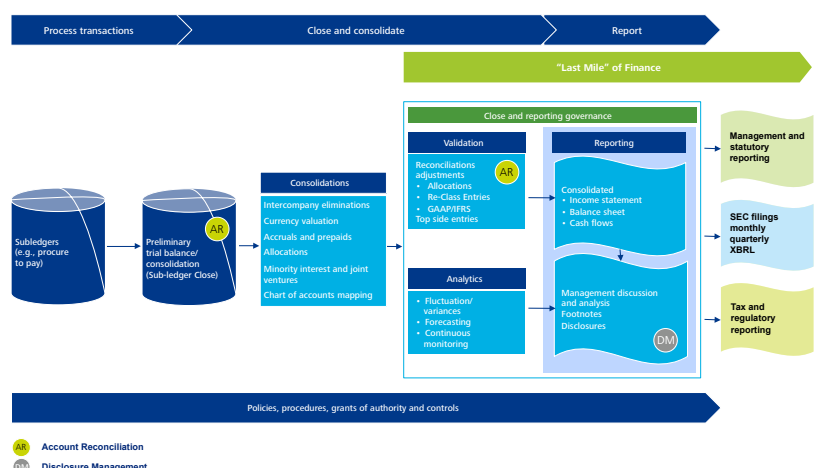 Process transactions
Close and consolidate
Report
"Last Mile" of Finance
Close and reporting governance
Validation
Reconciliations
adjustments
• Allocations
• Re-Class Entries
• GAAP/IFRS
Top side entries
AR
Reporting
Consolidated
• Income statement
• Balance sheet
• Cash flows
Management and
statutory
reporting
Consolidations
Intercompany eliminations
Currency valuation
Accruals and prepaids
Allocations
Minority interest and joint
ventures
Chart of accounts mapping
Subledgers
(e.g., procure
to pay)
AR
Preliminary
trial balance/
consolidation
(Sub-ledger Close)
SEC filings
monthly
quarterly
XBRL
Analytics
• Fluctuation/
variances
• Forecasting
• Continuous
monitoring
Management discussion
and analysis
Footnotes
Disclosures
DM
Tax and
regulatory
reporting
Policies, procedures, grants of authority and controls
AR Account Reconciliation
DM Disclosure Management